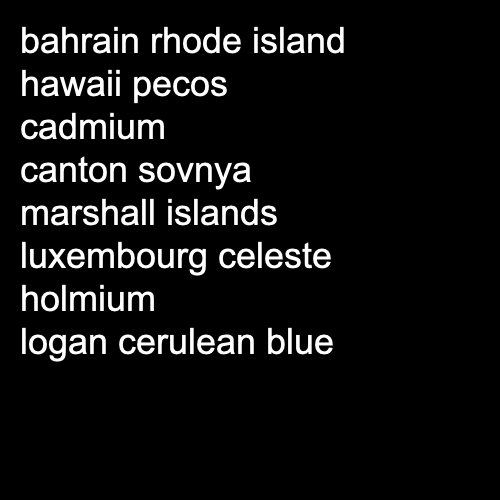 bahrain rhode island
hawaii pecos
cadmium
canton sovnya
marshall islands
luxembourg celeste
holmium
logan cerulean blue